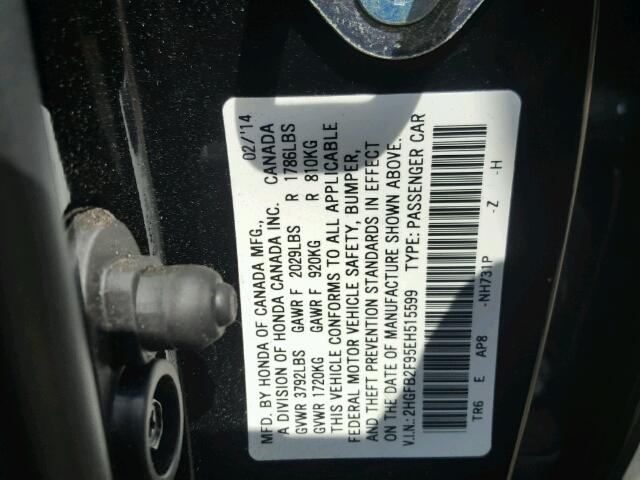 MFD. BY HONDA OF CANADA MFG., 02/'14
A DIVISION OF HONDA CANADA INC. CANADA
GVWR 3792LBS GAWR F 2029LBS R 1786LBS
GVWR 1720KG GAWR F 920KG R 810KG
THIS VEHICLE CONFORMS TO ALL APPLICABLE
FEDERAL MOTOR VEHICLE SAFETY, BUMPER,
AND THEFT PREVENTION STANDARDS IN EFFECT
ON THE DATE OF MANUFACTURE SHOWN ABOVE.
V.I.N.:2HGFB2F95EH515599 TYPE: PASSENGER CAR
TR6 E AP8 -NH731P -Z -H